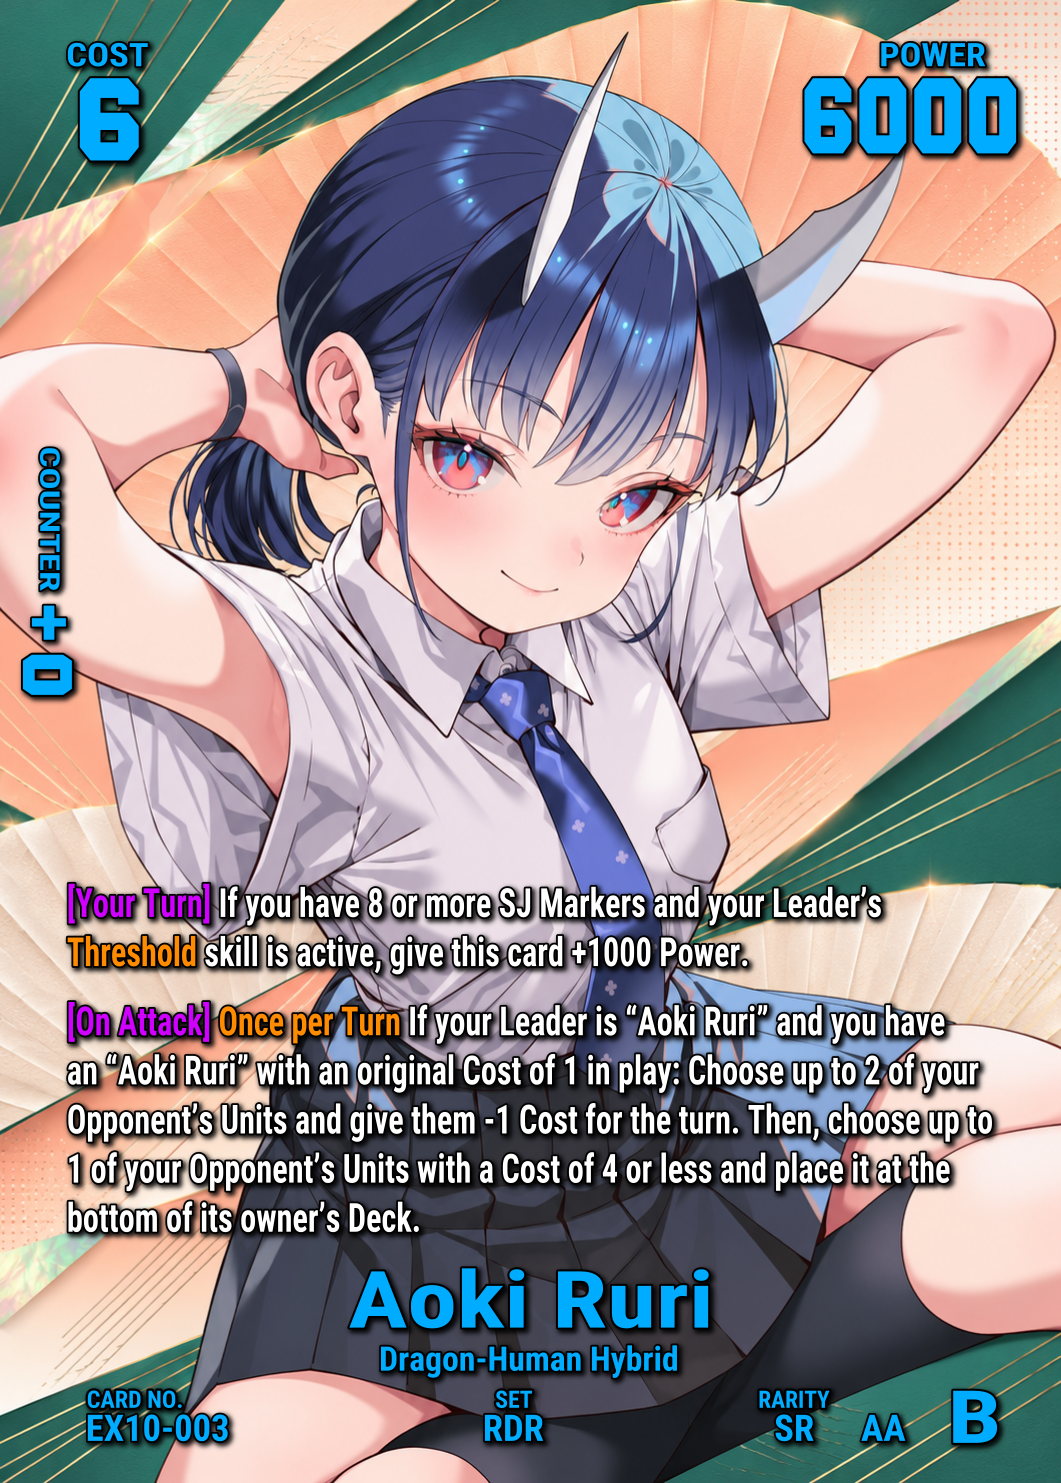 COST
6
POWER
6000
COUNTER +0
[Your Turn] If you have 8 or more SJ Markers and your Leader’s
Threshold skill is active, give this card +1000 Power.
[On Attack] Once per Turn If your Leader is “Aoki Ruri” and you have
an “Aoki Ruri” with an original Cost of 1 in play: Choose up to 2 of your
Opponent’s Units and give them -1 Cost for the turn. Then, choose up to
1 of your Opponent’s Units with a Cost of 4 or less and place it at the
bottom of its owner’s Deck.
Aoki Ruri
Dragon-Human Hybrid
CARD NO.
EX10-003
SET
RDR
RARITY
SR
AA
B